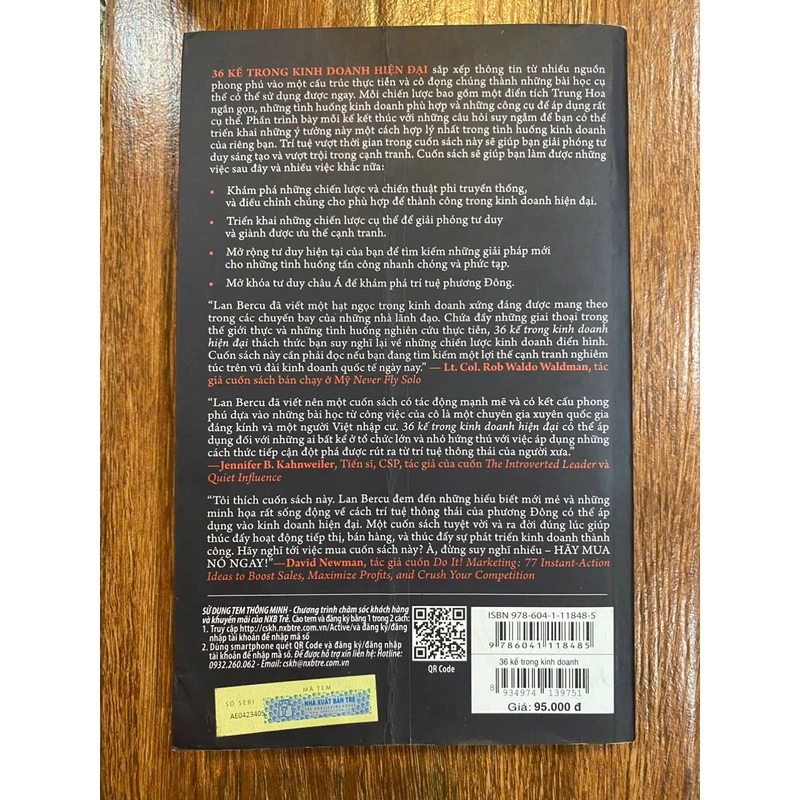 36 KẾ TRONG KINH DOANH HIỆN ĐẠI sắp xếp thông tin từ nhiều nguồn
phong phú vào một cấu trúc thực tiễn và cô đọng chúng thành những bài học cụ
thể có thể sử dụng được ngay. Mỗi chiến lược bao gồm một điển tích Trung Hoa
ngắn gọn, những tình huống kinh doanh phù hợp và những công cụ để áp dụng rất
cụ thể. Phần trình bày mỗi kế kết thúc với những câu hỏi suy ngẫm để bạn có thể
triển khai những ý tưởng này một cách hợp lý nhất trong tình huống kinh doanh
của riêng bạn. Trí tuệ vượt thời gian trong cuốn sách này sẽ giúp bạn giải phóng tư
duy sáng tạo và vượt trội trong cạnh tranh. Cuốn sách sẽ giúp bạn làm được những
việc sau đây và nhiều việc khác nữa:
• Khám phá những chiến lược và chiến thuật phi truyền thống,
và điều chỉnh chúng cho phù hợp để thành công trong kinh doanh hiện đại.
• Triển khai những chiến lược cụ thể để giải phóng tư duy
và giành được ưu thế cạnh tranh.
• Mở rộng tư duy hiện tại của bạn để tìm kiếm những giải pháp mới
cho những tình huống tấn công nhanh chóng và phức tạp.
• Mở khóa tư duy châu Á để khám phá trí tuệ phương Đông.
“Lan Bercu đã viết một hạt ngọc trong kinh doanh xứng đáng được mang theo
trong các chuyến bay của những nhà lãnh đạo. Chứa đầy những giai thoại trong
thế giới thực và những tình huống nghiên cứu thực tiễn, 36 kế trong kinh doanh
hiện đại thách thức bạn suy nghĩ lại về những chiến lược kinh doanh điển hình.
Cuốn sách này cần phải đọc nếu bạn đang tìm kiếm một lợi thế cạnh tranh nghiêm
túc trên vũ đài kinh doanh quốc tế ngày nay.” — Lt. Col. Rob Waldo Waldman, tác
giả cuốn sách bán chạy ở Mỹ Never Fly Solo
“Lan Bercu đã viết nên một cuốn sách có tác động mạnh mẽ và có kết cấu phong
phú dựa vào những bài học từ công việc của cô là một chuyên gia xuyên quốc gia
đáng kính và một người Việt nhập cư. 36 kế trong kinh doanh hiện đại có thể áp
dụng đối với những ai bất kể ở tổ chức lớn và nhỏ hứng thú với việc áp dụng những
cách thức tiếp cận đột phá được rút ra từ trí tuệ thông thái của người xưa.”
—Jennifer B. Kahnweiler, Tiến sĩ, CSP, tác giả của cuốn The Introverted Leader và
Quiet Influence
“Tôi thích cuốn sách này. Lan Bercu đem đến những hiểu biết mới mẻ và những
minh họa rất sống động về cách trí tuệ thông thái của phương Đông có thể áp
dụng vào kinh doanh hiện đại. Một cuốn sách tuyệt vời và ra đời đúng lúc giúp
thúc đẩy hoạt động tiếp thị, bán hàng, và thúc đẩy sự phát triển kinh doanh thành
công. Hãy nghĩ tới việc mua cuốn sách này? À, đừng suy nghĩ nhiều – HÃY MUA
NÓ NGAY!”—David Newman, tác giả cuốn Do It! Marketing: 77 Instant-Action
Ideas to Boost Sales, Maximize Profits, and Crush Your Competition
SỬ DỤNG TEM THÔNG MINH - Chương trình chăm sóc khách hàng
và khuyến mãi của NXB Trẻ. Cào tem và đăng ký bằng 1 trong 2 cách:
1. Truy cập http://cskh.nxbtre.com.vn/Active/và đăng ký/đăng
nhập tài khoản để nhập mã số
2. Dùng smartphone quét QR Code và đăng ký/đăng nhập
tài khoản để nhập mã số. Để được hỗ trợ xin liên hệ: Hotline:
0932.260.062 - Email: cskh@nxbtre.com.vn
QR Code
MÃ TEM
SỐ SERI
AE0423405
NHÀ XUẤT BẢN TRẺ
ISBN 978-604-1-11848-5
9 786041 118485
36 kế trong kinh doanh
8 934974 139751
Giá: 95.000 đ